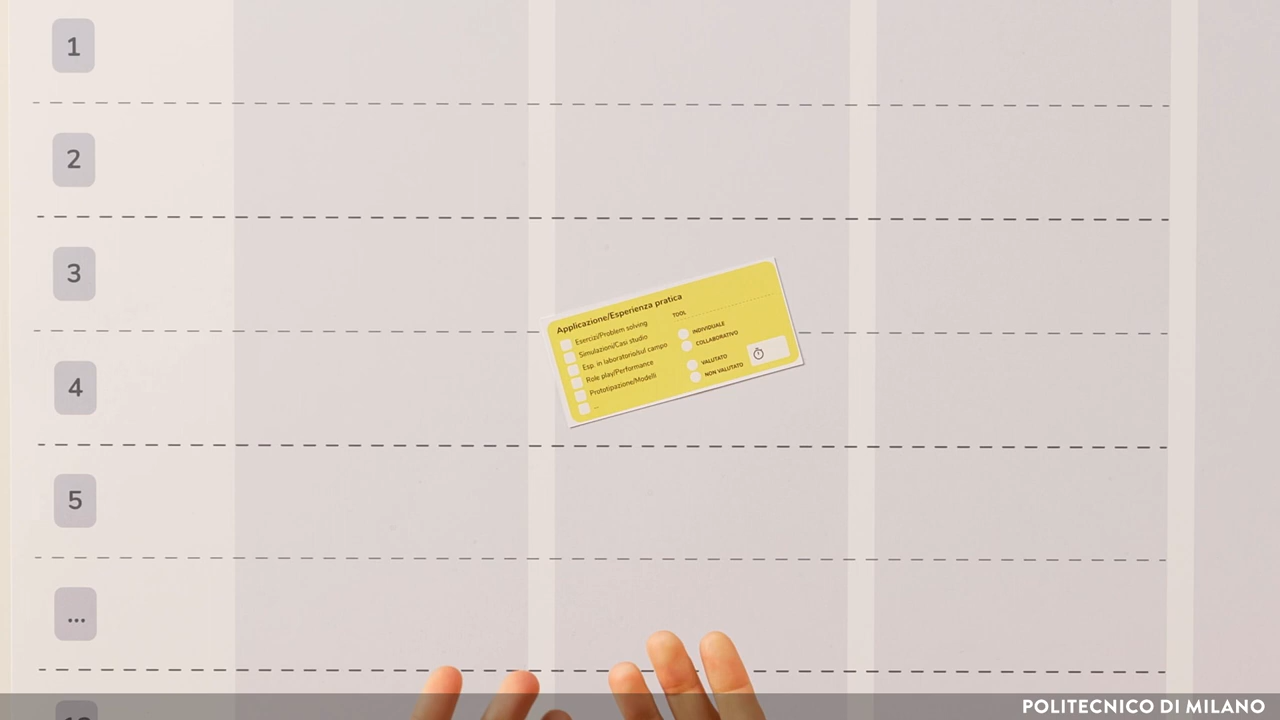 1
2
3
4
5
...
Applicazione/Esperienza pratica
Esercizi/Problem solving
Simulazioni/Casi studio
Esp. in laboratorio/sul campo
Role play/Performance
Prototipazione/Modelli
...
TOOL
INDIVIDUALE
COLLABORATIVO
VALUTATO
NON VALUTATO
POLITECNICO DI MILANO